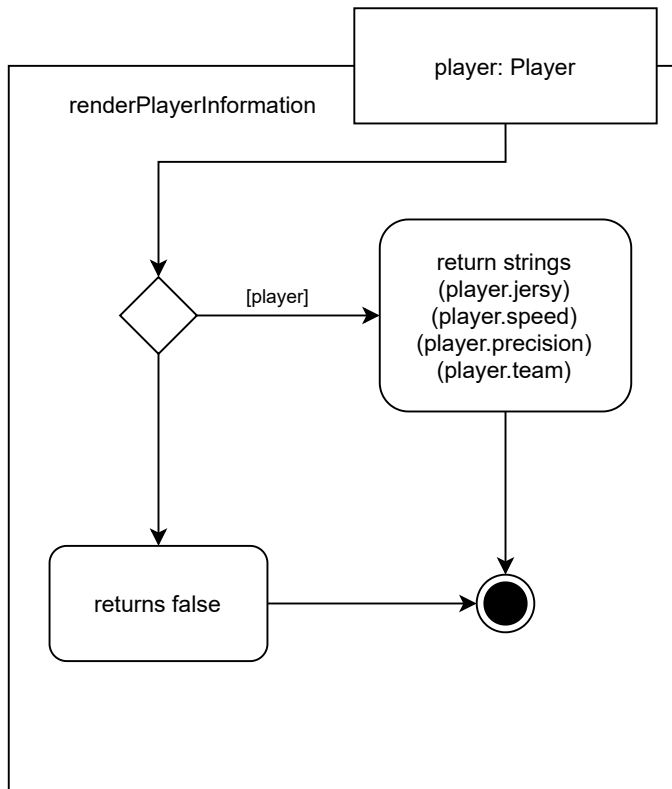 player: Player
renderPlayerInformation
[player]
return strings
(player.jersy)
(player.speed)
(player.precision)
(player.team)
returns false